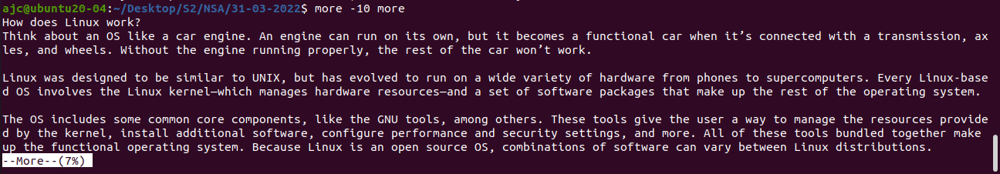 ajc@ubuntu20-04:~/Desktop/S2/NSA/31-03-2022$ more -10 more
How does Linux work?
Think about an OS like a car engine. An engine can run on its own, but it becomes a functional car when it’s connected with a transmission, ax
les, and wheels. Without the engine running properly, the rest of the car won’t work.

Linux was designed to be similar to UNIX, but has evolved to run on a wide variety of hardware from phones to supercomputers. Every Linux-base
d OS involves the Linux kernel—which manages hardware resources—and a set of software packages that make up the rest of the operating system.

The OS includes some common core components, like the GNU tools, among others. These tools give the user a way to manage the resources provide
d by the kernel, install additional software, configure performance and security settings, and more. All of these tools bundled together make
up the functional operating system. Because Linux is an open source OS, combinations of software can vary between Linux distributions.
--More--(7%)